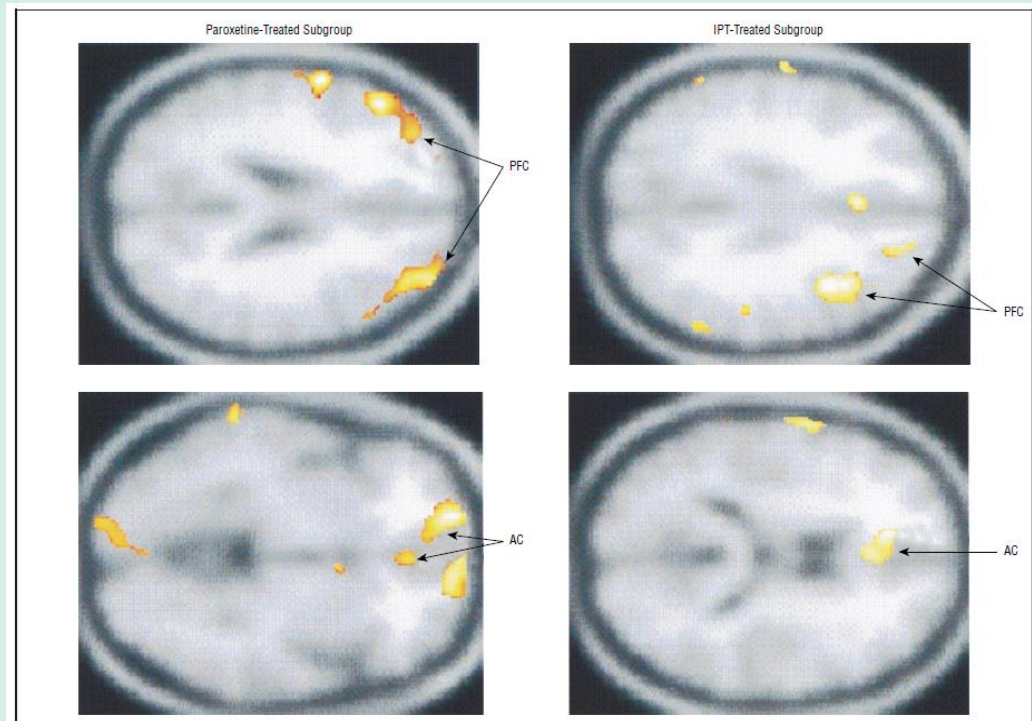 Paroxetine-Treated Subgroup
IPT-Treated Subgroup
PFC
PFC
AC
AC